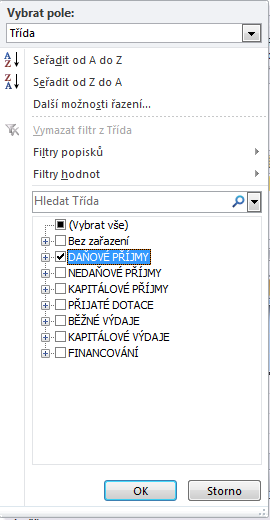 Vybrat pole:
Třída
Seřadit od A do Z
Seřadit od Z do A
Další možnosti řazení...
Vymazat filtr z Třída
Filtry popisků
Filtry hodnot
Hledat Třída
(Vybrat vše)
Bez zařazení
DAŇOVÉ PŘÍJMY
NEDAŇOVÉ PŘÍJMY
KAPITÁLOVÉ PŘÍJMY
PŘIJATÉ DOTACE
BĚŽNÉ VÝDAJE
KAPITÁLOVÉ VÝDAJE
FINANCOVÁNÍ
OK Storno